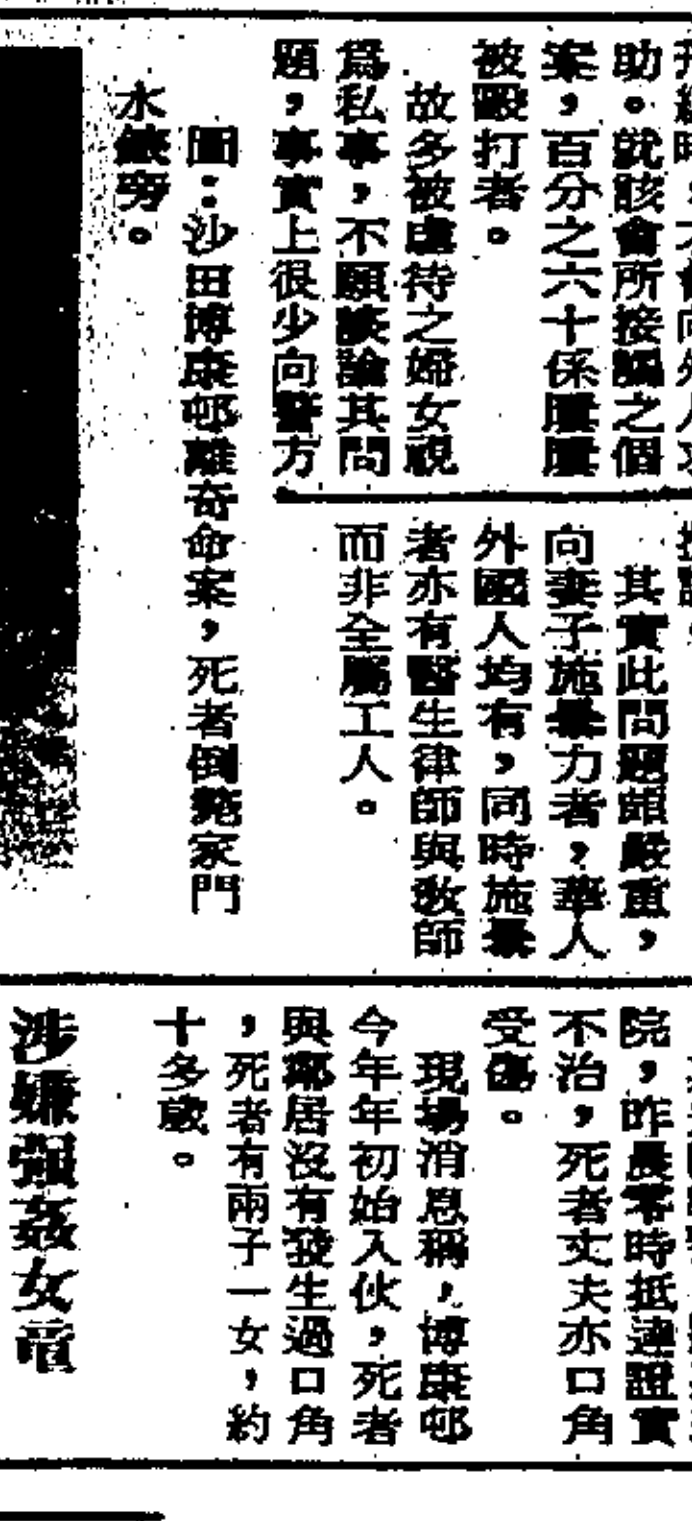 助。就該會所接觸之個
案，百分之六十係屢屢
被毆打者。
故多被虐待之婦女視
為私事，不願談論其問
題，事實上很少向警方
其實此問題頗嚴重，
向妻子施暴力者，華人
外國人均有，同時施暴
者亦有醫生律師與教師
而非全屬工人。
圖：沙田博康邨離奇命案，死者倒斃家門
水錶旁。
院，昨晨零時抵達證實
不治，死者丈夫亦口角
受傷。
現場消息稱，博康邨
今年年初始入伙，死者
與鄰居沒有發生過口角
，死者有兩子一女，約
十多歲。
涉嫌強姦女童